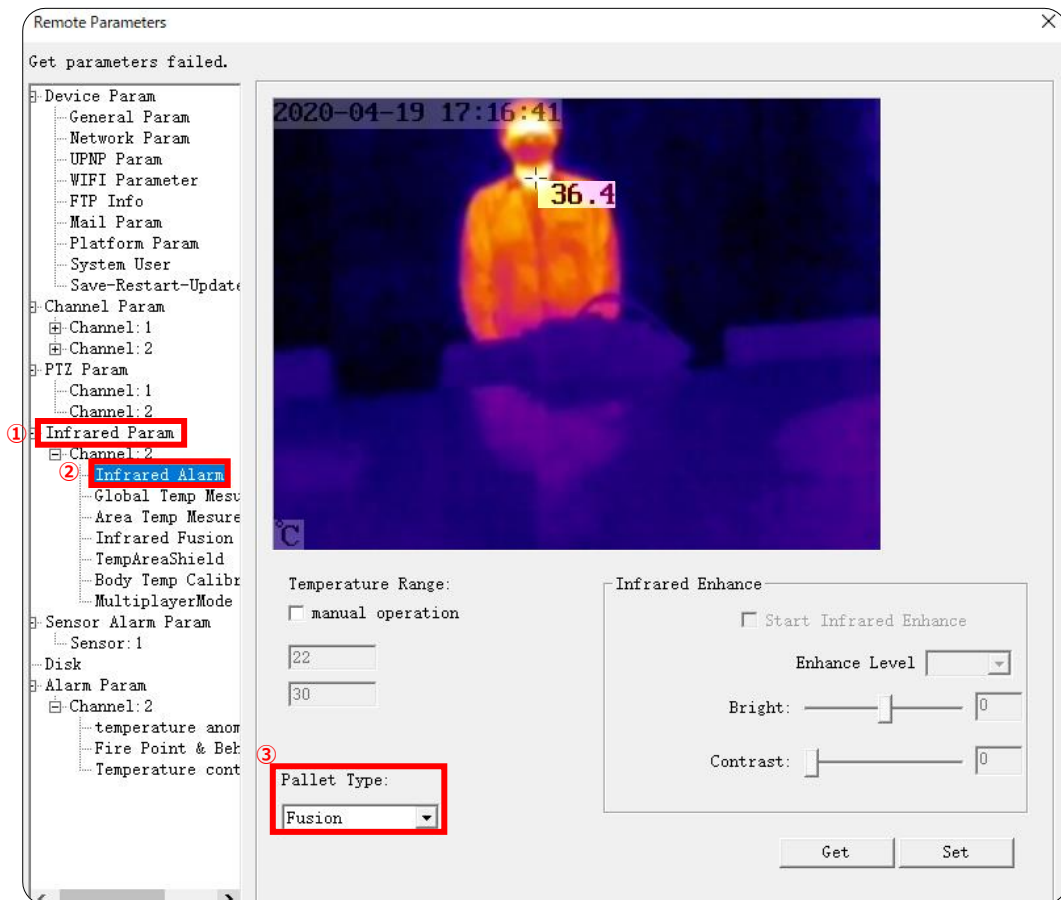 Remote Parameters
Get parameters failed.
Device Param
General Param
Network Param
UPNP Param
WIFI Parameter
FTP Info
Mail Param
Platform Param
System User
Save-Restart-Update
Channel Param
Channel:1
Channel:2
PTZ Param
Channel:1
Channel:2
① Infrared Param
Channel:2
② Infrared Alarm
Global Temp Mesu
Area Temp Mesure
Infrared Fusion
TempAreaShield
Body Temp Calibr
MultiplayerMode
Sensor Alarm Param
Sensor:1
Disk
Alarm Param
Channel:2
temperature anom
Fire Point & Beh
Temperature cont
2020-04-19 17:16:41
36.4
°C
Temperature Range:
manual operation
22
30
③
Pallet Type:
Fusion
Infrared Enhance
Start Infrared Enhance
Enhance Level
Bright: 0
Contrast: 0
Get Set